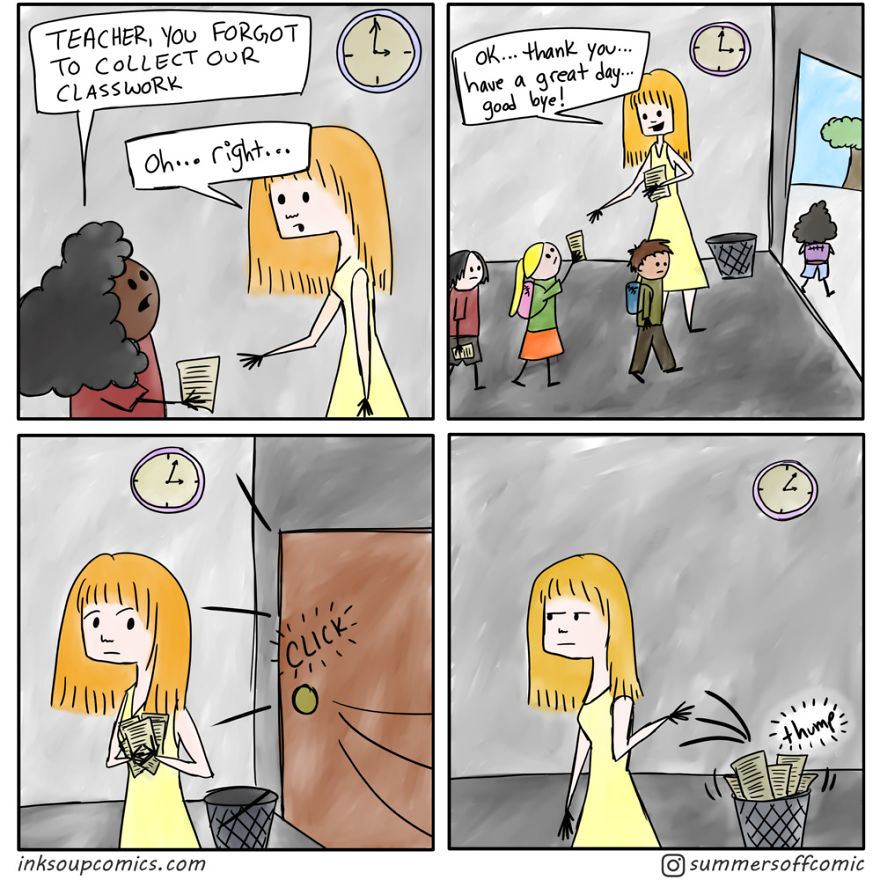 TEACHER, YOU FORGOT
TO COLLECT OUR
CLASSWORK
Oh... right...
OK... thank you...
have a great day...
good bye!
CLICK
thump
inksoupcomics.com
summersoffcomic